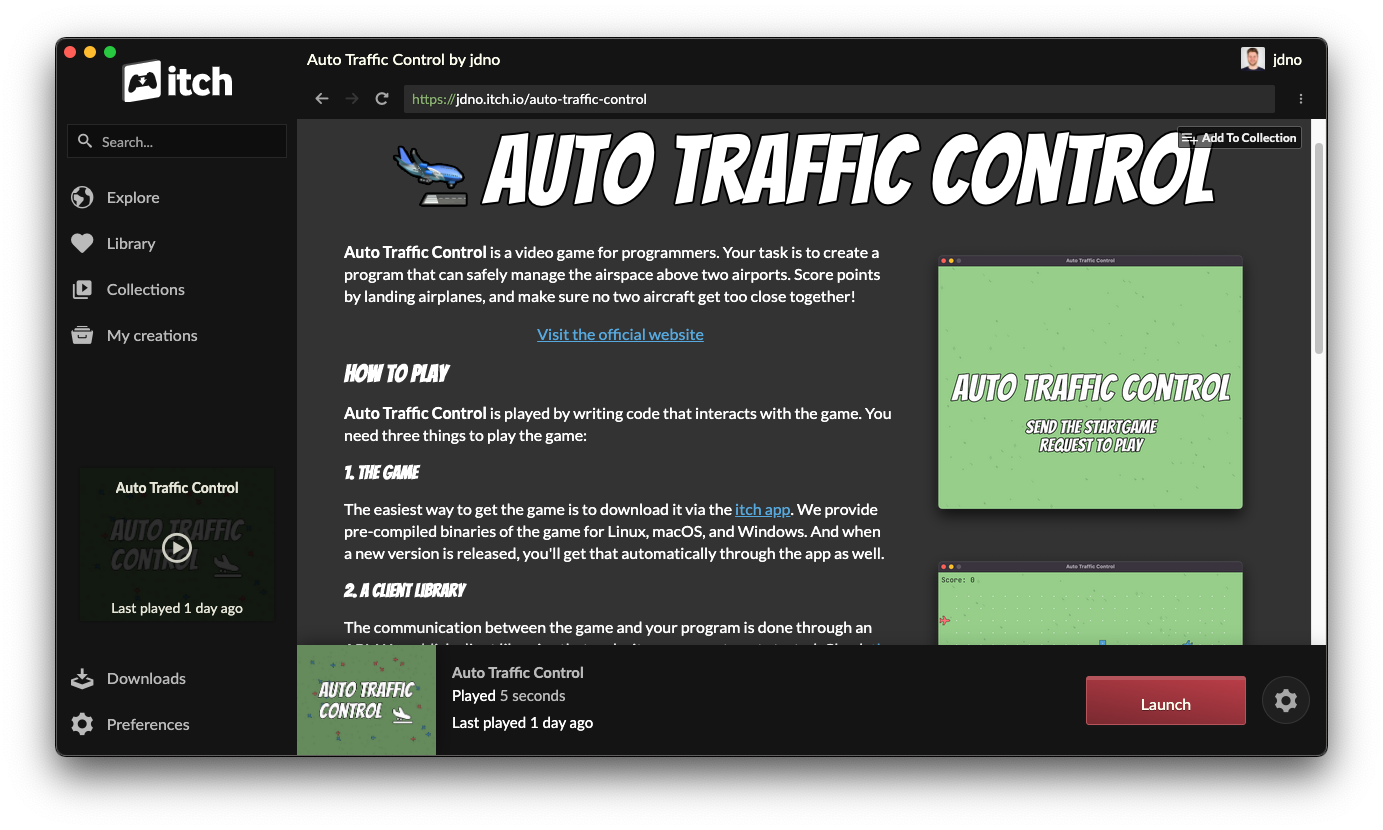 itch
Search...
Explore
Library
Collections
My creations
Auto Traffic Control
AUTO TRAFFIC
CONTROL
Last played 1 day ago
Downloads
Preferences
Auto Traffic Control by jdno
jdno
https://jdno.itch.io/auto-traffic-control
Add To Collection
AUTO TRAFFIC CONTROL
Auto Traffic Control is a video game for programmers. Your task is to create a
program that can safely manage the airspace above two airports. Score points
by landing airplanes, and make sure no two aircraft get too close together!
Visit the official website
HOW TO PLAY
Auto Traffic Control is played by writing code that interacts with the game. You
need three things to play the game:
1. THE GAME
The easiest way to get the game is to download it via the itch app. We provide
pre-compiled binaries of the game for Linux, macOS, and Windows. And when
a new version is released, you'll get that automatically through the app as well.
2. A CLIENT LIBRARY
The communication between the game and your program is done through an
Auto Traffic Control
AUTO TRAFFIC CONTROL
SEND THE STARTGAME
REQUEST TO PLAY
Auto Traffic Control
Score: 0
AUTO TRAFFIC
CONTROL
Auto Traffic Control
Played 5 seconds
Last played 1 day ago
Launch